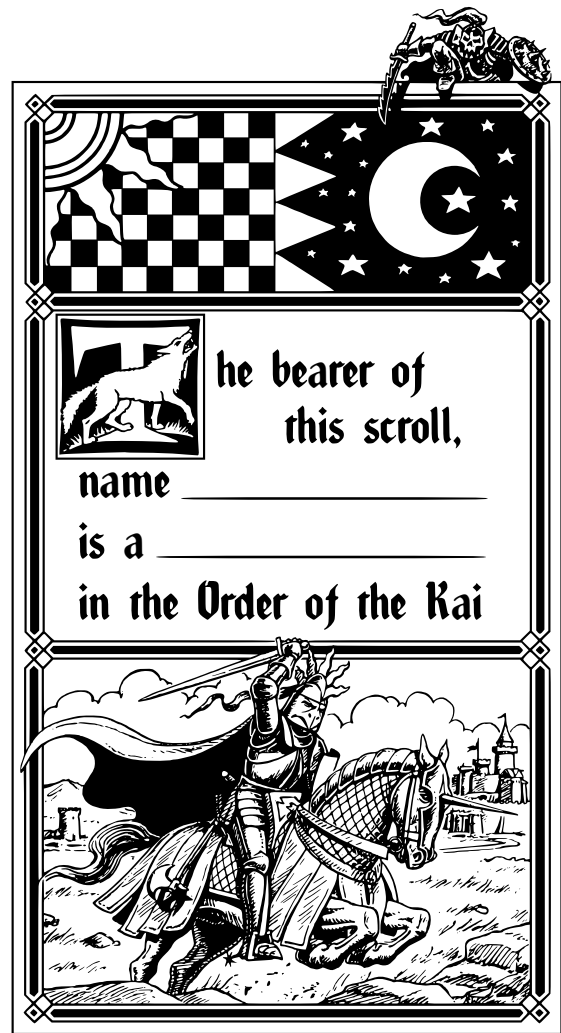 The bearer of
this scroll,
name
is a
in the Order of the Kai